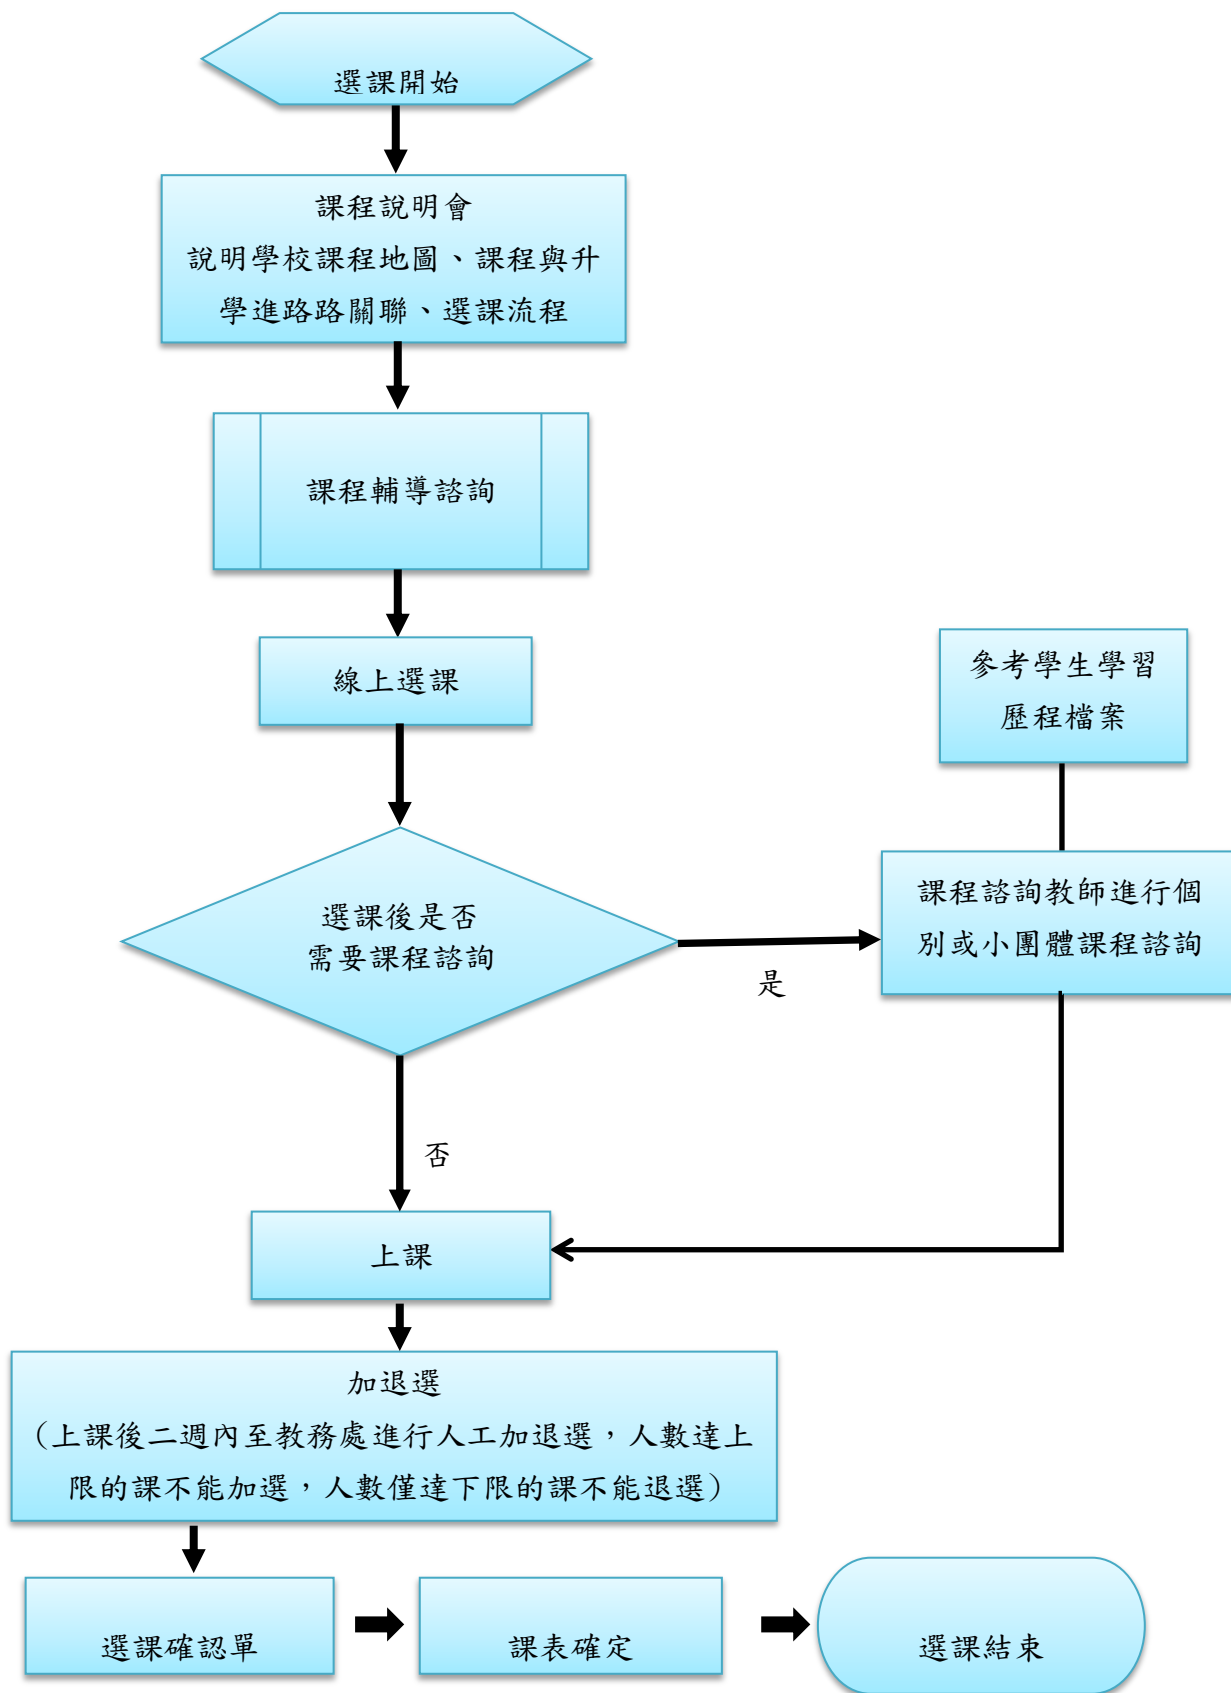 選課開始
課程說明會
說明學校課程地圖、課程與升
學進路路關聯、選課流程
課程輔導諮詢
線上選課
參考學生學習
歷程檔案
選課後是否
需要課程諮詢
是
課程諮詢教師進行個
別或小團體課程諮詢
否
上課
加退選
（上課後二週內至教務處進行人工加退選，人數達上
限的課不能加選，人數僅達下限的課不能退選）
選課確認單
課表確定
選課結束